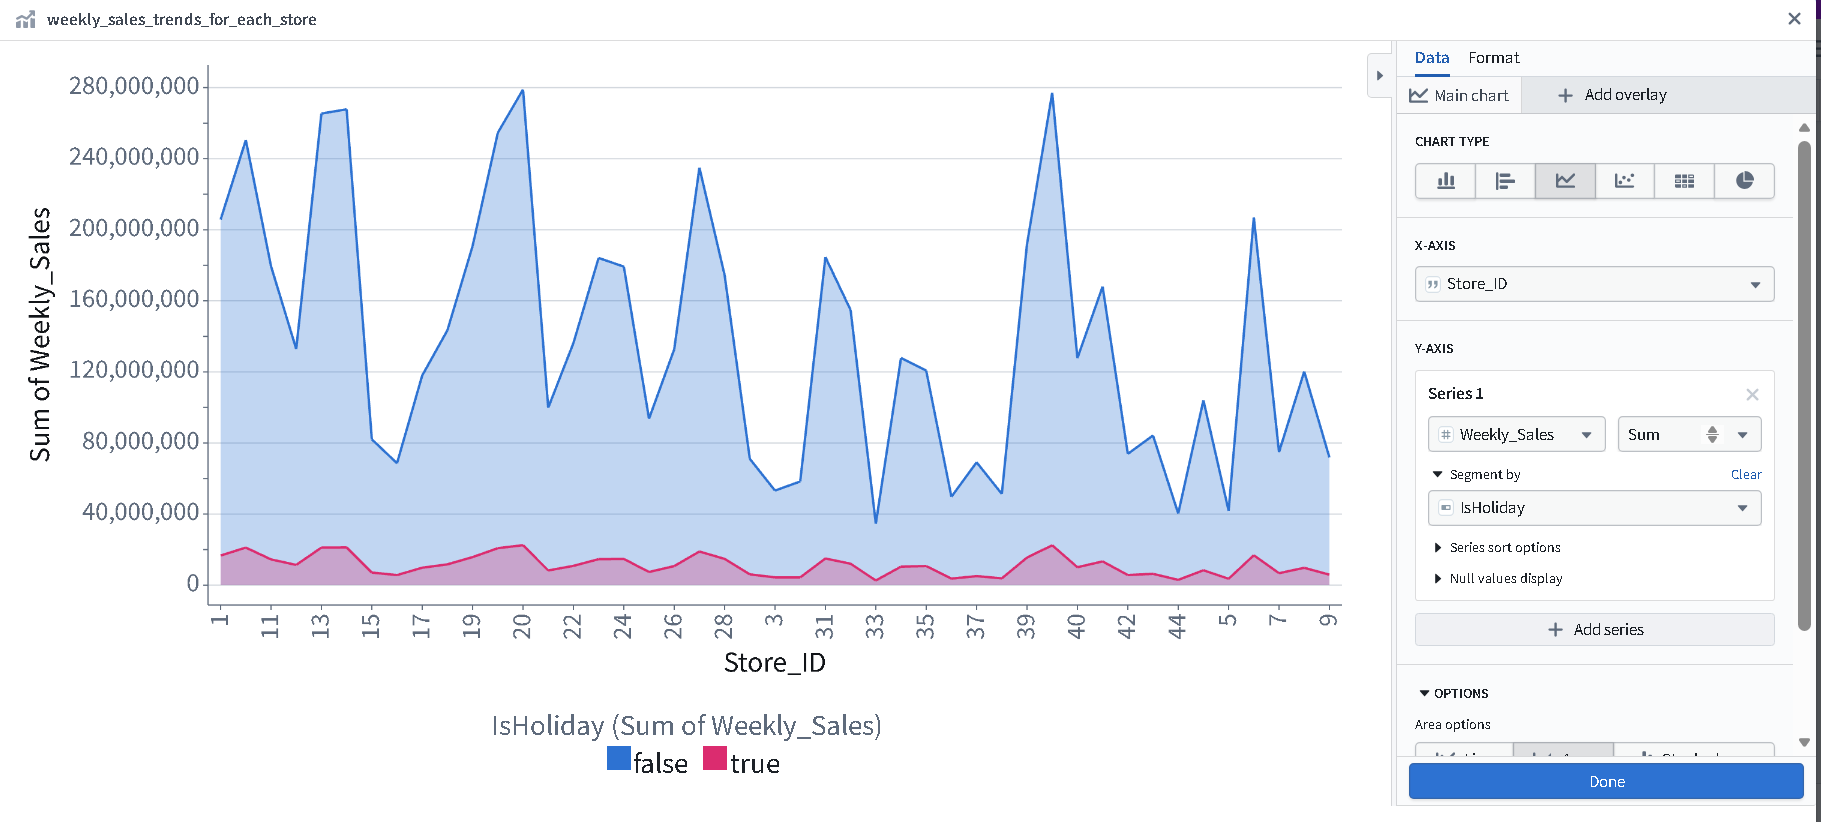 weekly_sales_trends_for_each_store
280,000,000
240,000,000
200,000,000
160,000,000
120,000,000
80,000,000
40,000,000
0
Sum of Weekly_Sales
1 11 13 15 17 19 20 22 24 26 28 3 31 33 35 37 39 40 42 44 5 7 9
Store_ID
IsHoliday (Sum of Weekly_Sales)
false true
Data Format
Main chart Add overlay
CHART TYPE
X-AXIS
Store_ID
Y-AXIS
Series 1
Weekly_Sales Sum
Segment by Clear
IsHoliday
Series sort options
Null values display
Add series
OPTIONS
Area options
Done